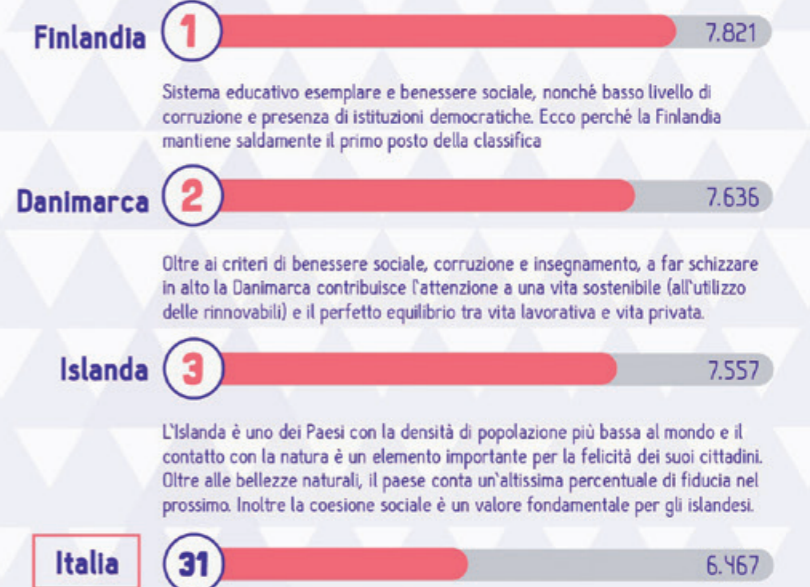 Finlandia 1 7.821
Sistema educativo esemplare e benessere sociale, nonché basso livello di
corruzione e presenza di istituzioni democratiche. Ecco perché la Finlandia
mantiene saldamente il primo posto della classifica
Danimarca 2 7.636
Oltre ai criteri di benessere sociale, corruzione e insegnamento, a far schizzare
in alto la Danimarca contribuisce l'attenzione a una vita sostenibile (all'utilizzo
delle rinnovabili) e il perfetto equilibrio tra vita lavorativa e vita privata.
Islanda 3 7.557
L'Islanda è uno dei Paesi con la densità di popolazione più bassa al mondo e il
contatto con la natura è un elemento importante per la felicità dei suoi cittadini.
Oltre alle bellezze naturali, il paese conta un'altissima percentuale di fiducia nel
prossimo. Inoltre la coesione sociale è un valore fondamentale per gli islandesi.
Italia 31 6.467